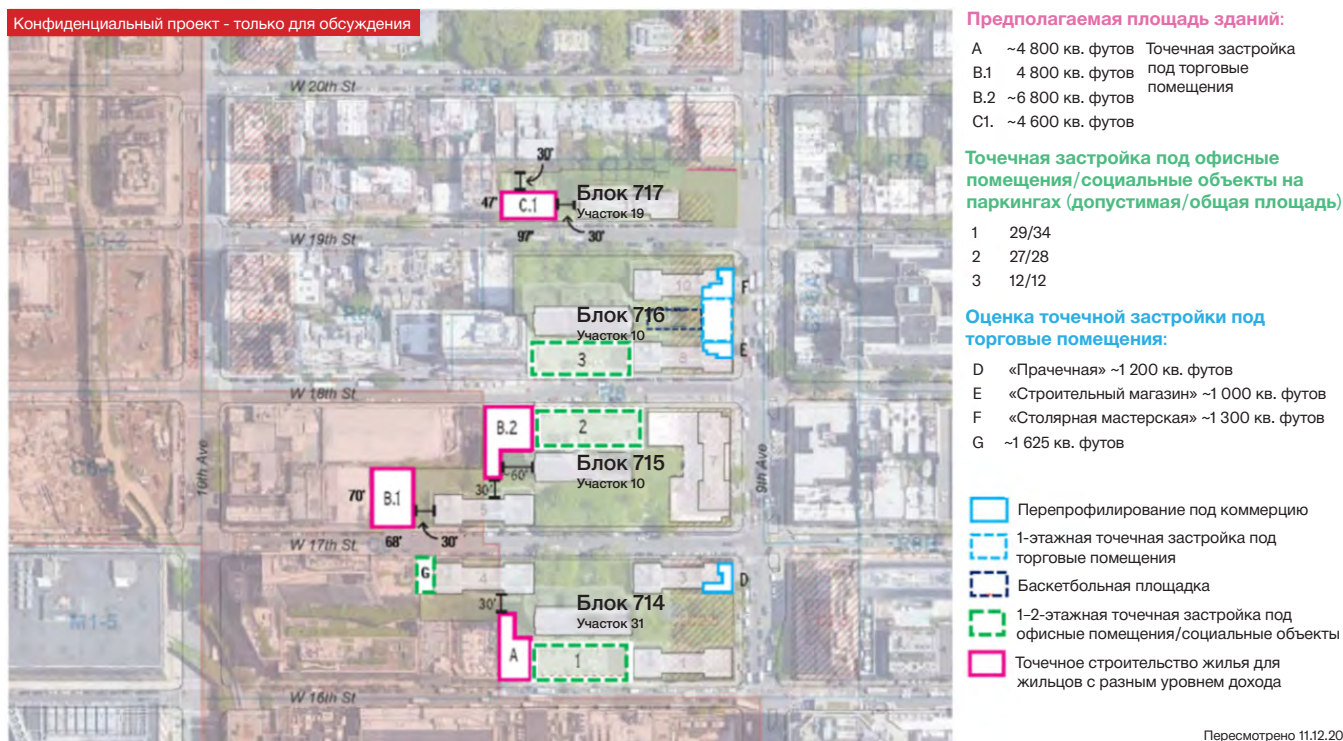 Конфиденциальный проект - только для обсуждения
W 20th St
30'
47'
C.1
Блок 717
Участок 19
97'
30'
W 19th St
10
F
Блок 716
Участок 10
3
8
E
W 18th St
B.2
2
10th Ave
9th Ave
~60'
Блок 715
Участок 10
30'
70'
B.1
5
68'
30'
W 17th St
G
4
3
D
30'
Блок 714
Участок 31
M1-5
A
1
W 16th St
Предполагаемая площадь зданий:
A ~4 800 кв. футов Точечная застройка
B.1 4 800 кв. футов под торговые
B.2 ~6 800 кв. футов помещения
C1. ~4 600 кв. футов
Точечная застройка под офисные
помещения/социальные объекты на
паркингах (допустимая/общая площадь)
1 29/34
2 27/28
3 12/12
Оценка точечной застройки под
торговые помещения:
D «Прачечная» ~1 200 кв. футов
E «Строительный магазин» ~1 000 кв. футов
F «Столярная мастерская» ~1 300 кв. футов
G ~1 625 кв. футов
Перепрофилирование под коммерцию
1-этажная точечная застройка под
торговые помещения
Баскетбольная площадка
1–2-этажная точечная застройка под
офисные помещения/социальные объекты
Точечное строительство жилья для
жильцов с разным уровнем дохода
Пересмотрено 11.12.20